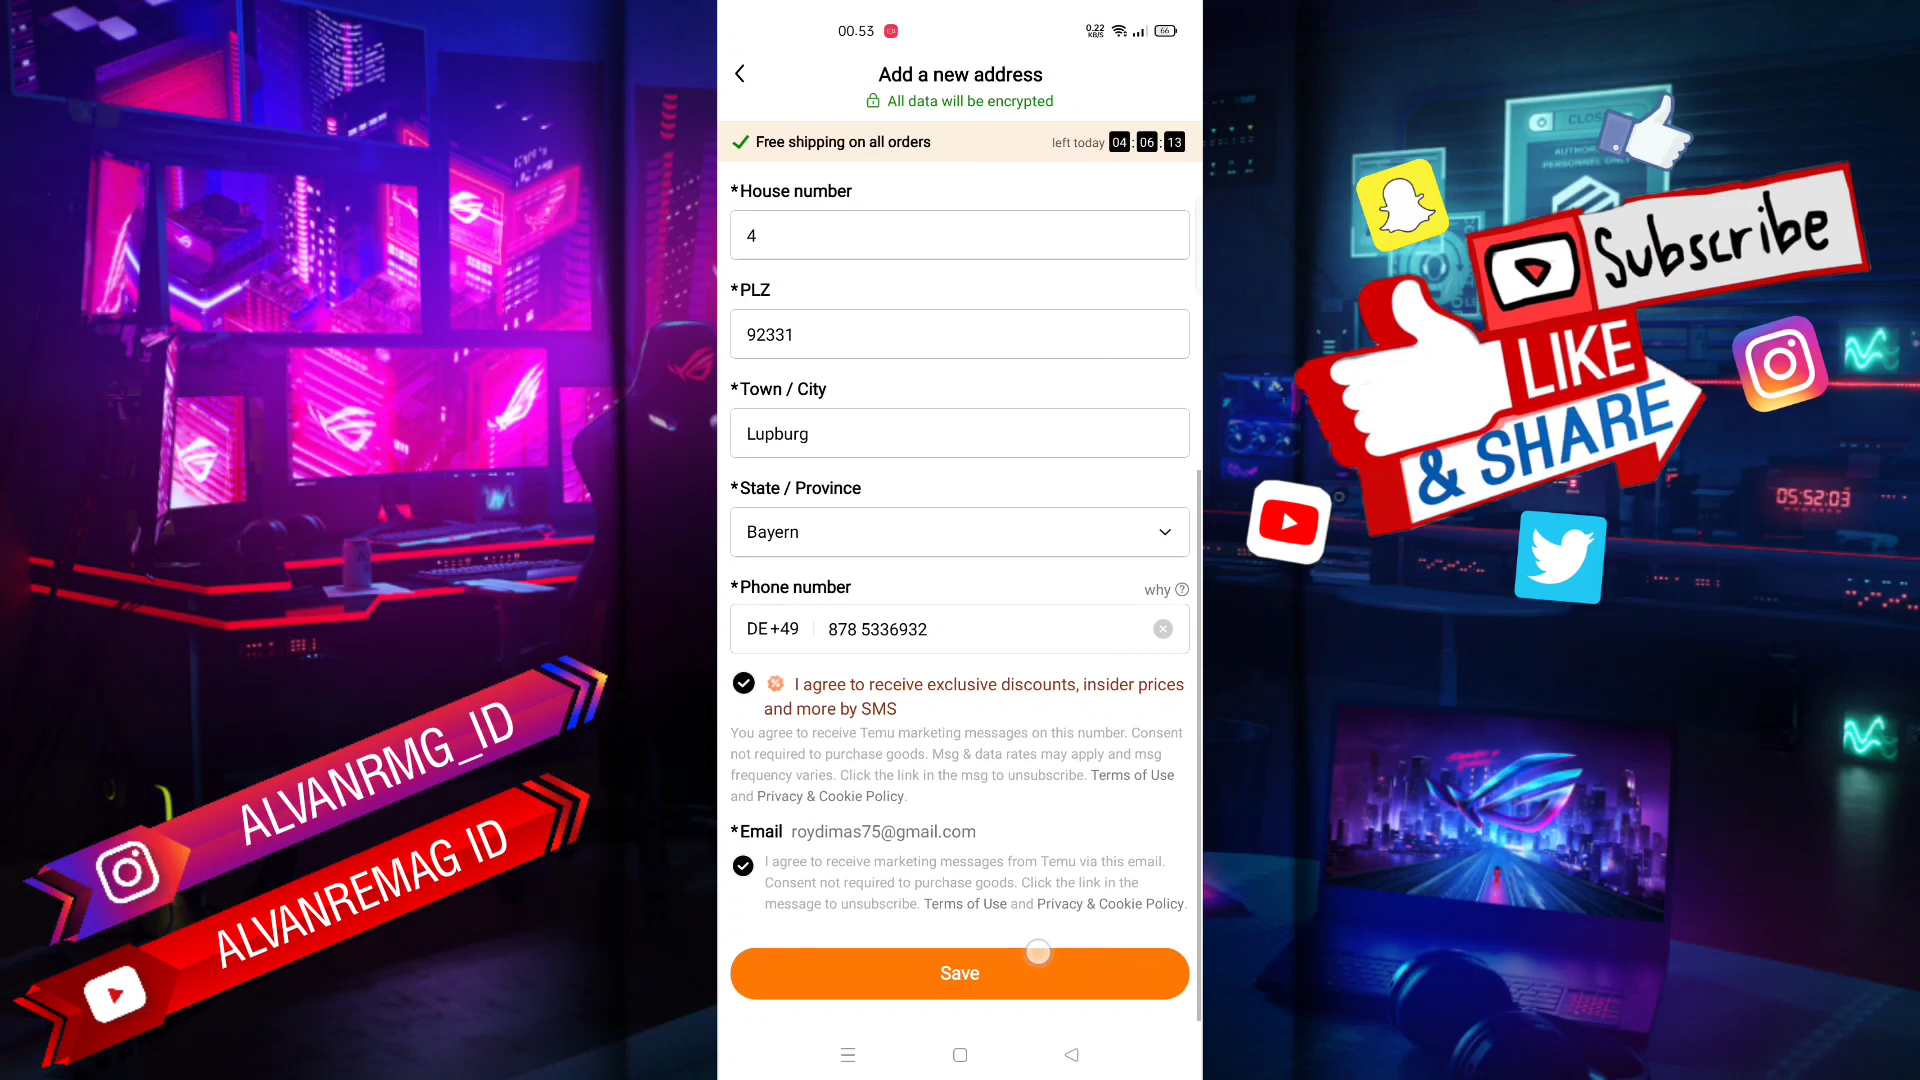 00.53
0.22
KB/S
66
Add a new address
All data will be encrypted
Free shipping on all orders
left today 04:06:13
*House number
4
*PLZ
92331
*Town / City
Lupburg
*State / Province
Bayern
*Phone number
why ?
DE +49 878 5336932
I agree to receive exclusive discounts, insider prices
and more by SMS
You agree to receive Temu marketing messages on this number. Consent
not required to purchase goods. Msg & data rates may apply and msg
frequency varies. Click the link in the msg to unsubscribe. Terms of Use
and Privacy & Cookie Policy.
*Email roydimas75@gmail.com
I agree to receive marketing messages from Temu via this email.
Consent not required to purchase goods. Click the link in the
message to unsubscribe. Terms of Use and Privacy & Cookie Policy.
Save
ALVANRMG_ID
ALVANREMAG ID
Subscribe
LIKE
& SHARE
05:52:03
PERSONNEL ONLY